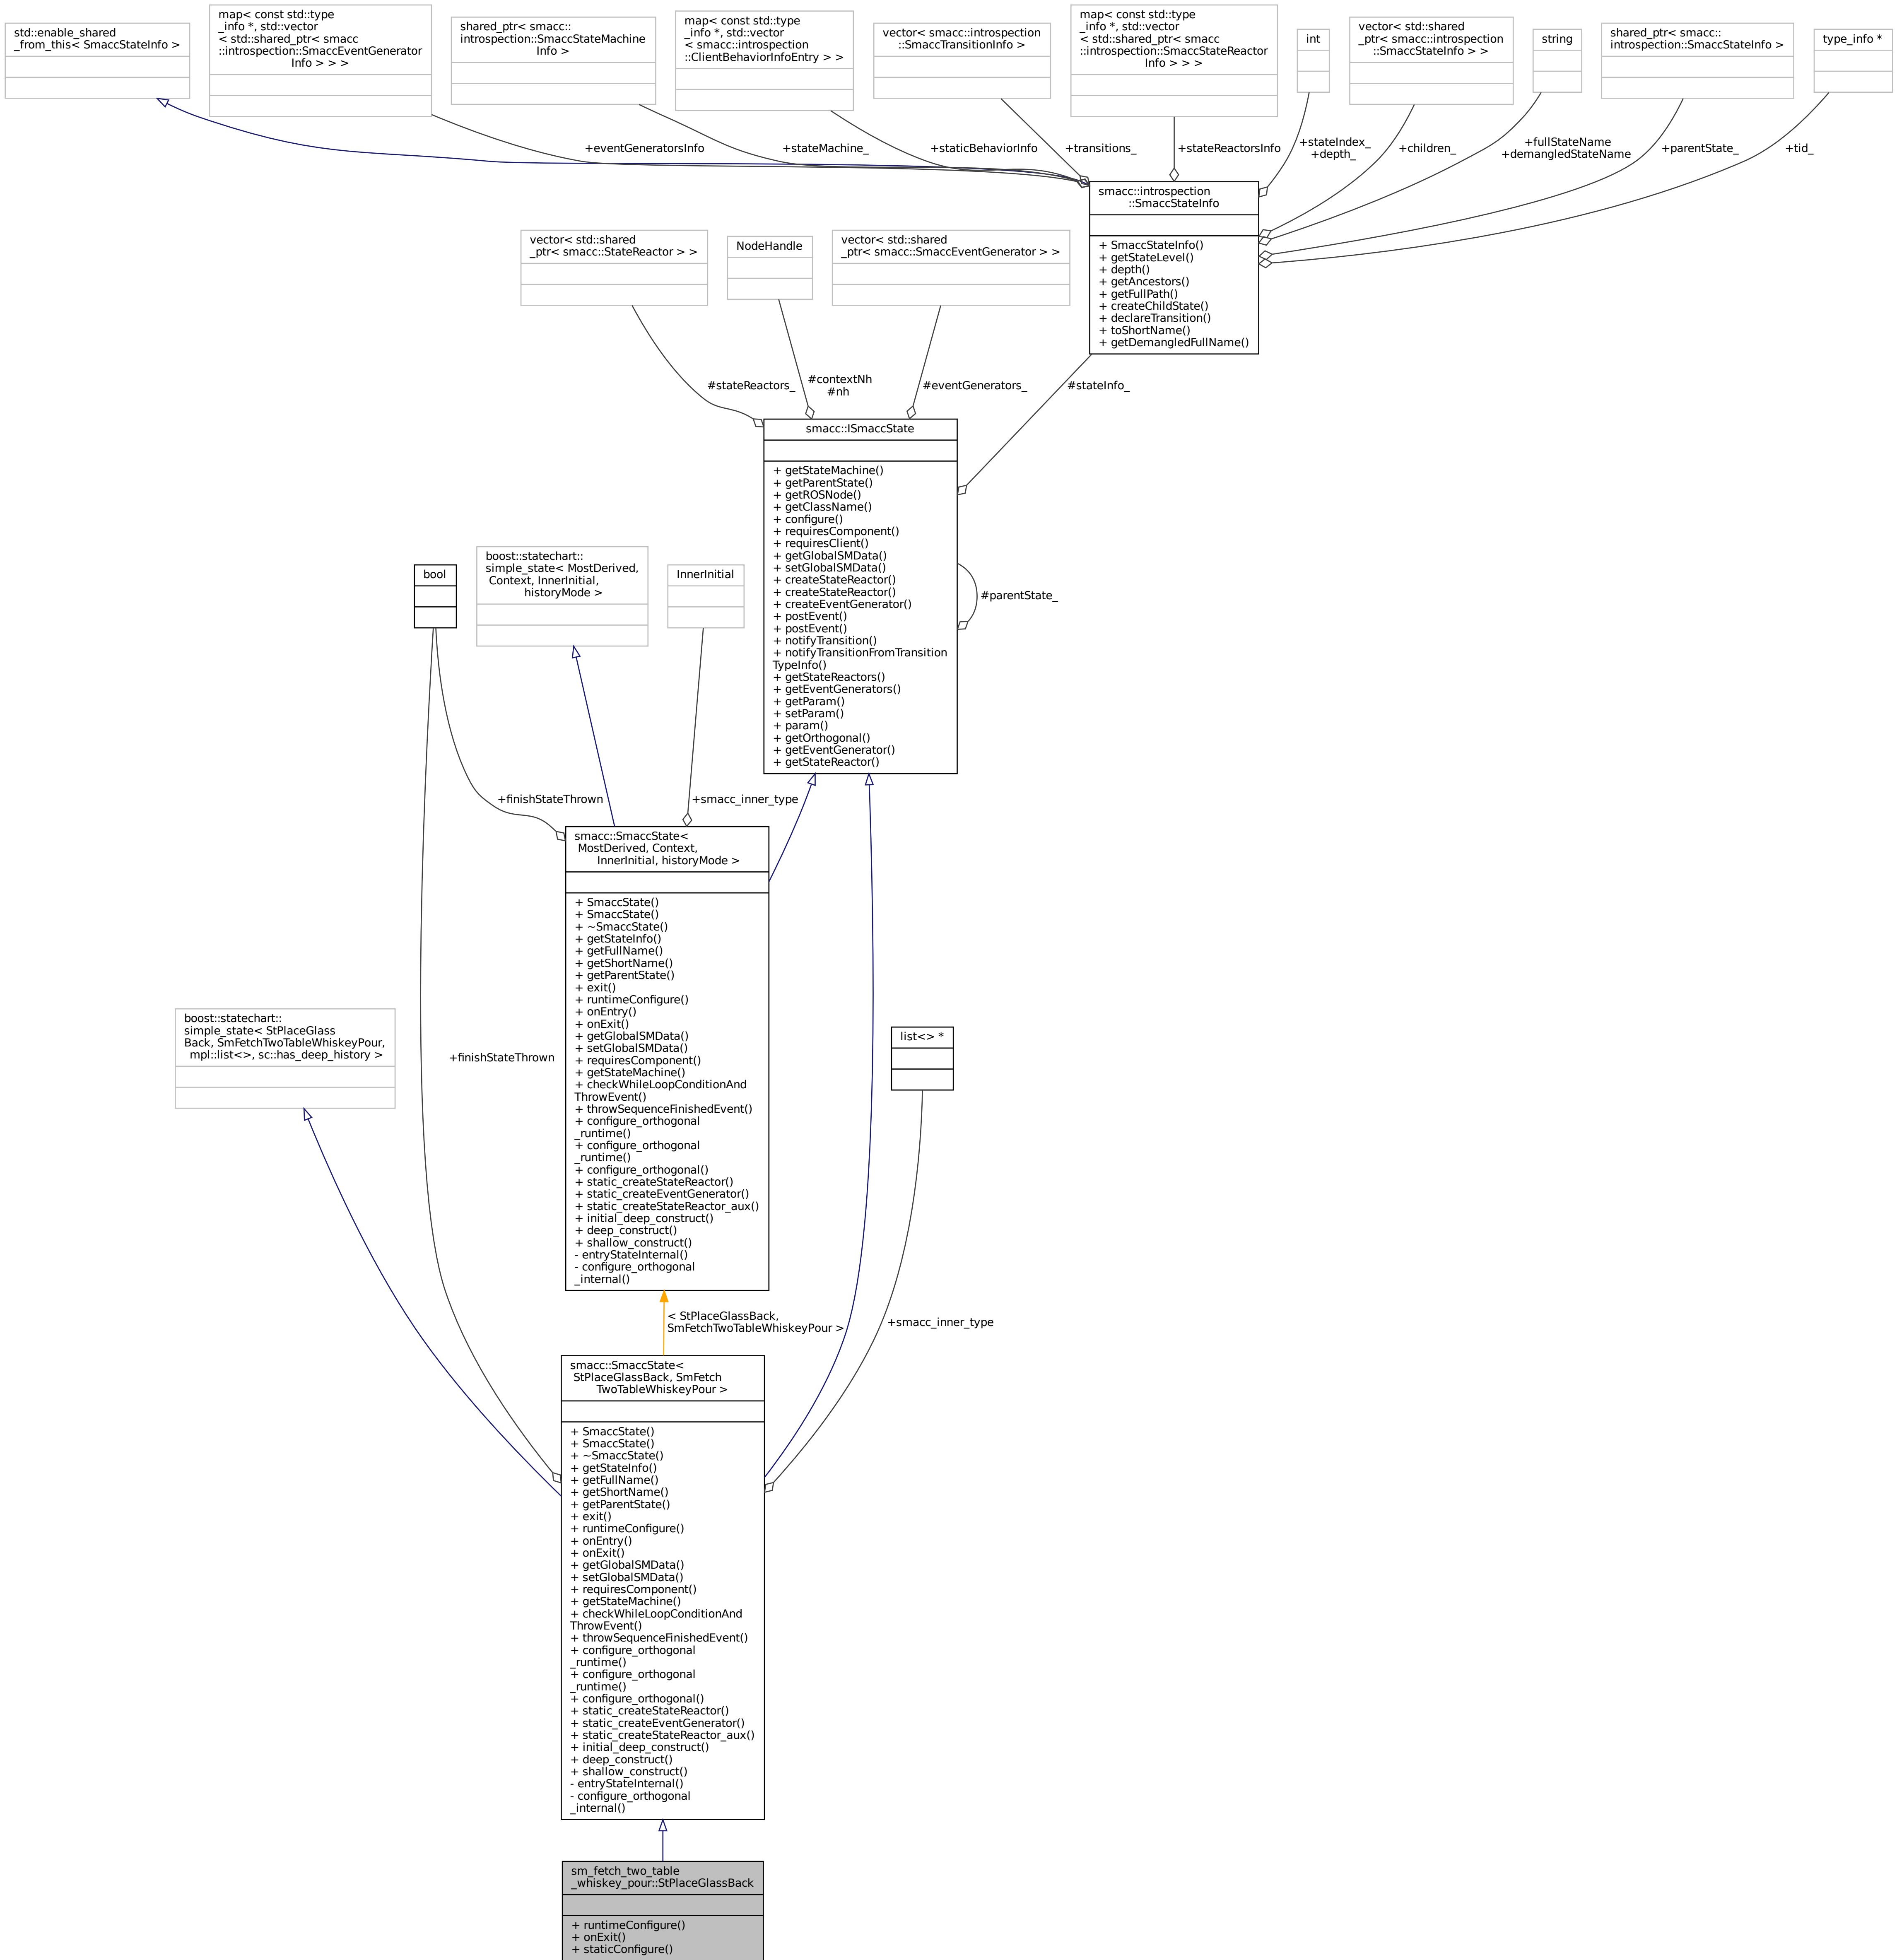 std::enable_shared
_from_this< SmaccStateInfo >
map< const std::type
_info *, std::vector
< std::shared_ptr< smacc
::introspection::SmaccEventGenerator
Info > > >
shared_ptr< smacc::
introspection::SmaccStateMachine
Info >
map< const std::type
_info *, std::vector
< smacc::introspection
::ClientBehaviorInfoEntry > >
vector< smacc::introspection
::SmaccTransitionInfo >
map< const std::type
_info *, std::vector
< std::shared_ptr< smacc
::introspection::SmaccStateReactor
Info > > >
int
vector< std::shared
_ptr< smacc::introspection
::SmaccStateInfo > >
string
shared_ptr< smacc::
introspection::SmaccStateInfo >
type_info *
+eventGeneratorsInfo
+stateMachine_
+staticBehaviorInfo
+transitions_
+stateReactorsInfo
+stateIndex_
+depth_
+children_
+fullStateName
+demangledStateName
+parentState_
+tid_
smacc::introspection
::SmaccStateInfo
+ SmaccStateInfo()
+ getStateLevel()
+ depth()
+ getAncestors()
+ getFullPath()
+ createChildState()
+ declareTransition()
+ toShortName()
+ getDemangledFullName()
vector< std::shared
_ptr< smacc::StateReactor > >
NodeHandle
vector< std::shared
_ptr< smacc::SmaccEventGenerator > >
#stateReactors_
#contextNh
#nh
#eventGenerators_
#stateInfo_
smacc::ISmaccState
+ getStateMachine()
+ getParentState()
+ getROSNode()
+ getClassName()
+ configure()
+ requiresComponent()
+ requiresClient()
+ getGlobalSMData()
+ setGlobalSMData()
+ createStateReactor()
+ createStateReactor()
+ createEventGenerator()
+ postEvent()
+ postEvent()
+ notifyTransition()
+ notifyTransitionFromTransition
TypeInfo()
+ getStateReactors()
+ getEventGenerators()
+ getParam()
+ setParam()
+ param()
+ getOrthogonal()
+ getEventGenerator()
+ getStateReactor()
#parentState_
bool
boost::statechart::
simple_state< MostDerived,
Context, InnerInitial,
historyMode >
InnerInitial
+finishStateThrown
+smacc_inner_type
smacc::SmaccState<
MostDerived, Context,
InnerInitial, historyMode >
+ SmaccState()
+ SmaccState()
+ ~SmaccState()
+ getStateInfo()
+ getFullName()
+ getShortName()
+ getParentState()
+ exit()
+ runtimeConfigure()
+ onEntry()
+ onExit()
+ getGlobalSMData()
+ setGlobalSMData()
+ requiresComponent()
+ getStateMachine()
+ checkWhileLoopConditionAnd
ThrowEvent()
+ throwSequenceFinishedEvent()
+ configure_orthogonal
_runtime()
+ configure_orthogonal
_runtime()
+ configure_orthogonal()
+ static_createStateReactor()
+ static_createEventGenerator()
+ static_createStateReactor_aux()
+ initial_deep_construct()
+ deep_construct()
+ shallow_construct()
- entryStateInternal()
- configure_orthogonal
_internal()
boost::statechart::
simple_state< StPlaceGlass
Back, SmFetchTwoTableWhiskeyPour,
mpl::list<>, sc::has_deep_history >
+finishStateThrown
list<> *
< StPlaceGlassBack,
SmFetchTwoTableWhiskeyPour >
+smacc_inner_type
smacc::SmaccState<
StPlaceGlassBack, SmFetch
TwoTableWhiskeyPour >
+ SmaccState()
+ SmaccState()
+ ~SmaccState()
+ getStateInfo()
+ getFullName()
+ getShortName()
+ getParentState()
+ exit()
+ runtimeConfigure()
+ onEntry()
+ onExit()
+ getGlobalSMData()
+ setGlobalSMData()
+ requiresComponent()
+ getStateMachine()
+ checkWhileLoopConditionAnd
ThrowEvent()
+ throwSequenceFinishedEvent()
+ configure_orthogonal
_runtime()
+ configure_orthogonal
_runtime()
+ configure_orthogonal()
+ static_createStateReactor()
+ static_createEventGenerator()
+ static_createStateReactor_aux()
+ initial_deep_construct()
+ deep_construct()
+ shallow_construct()
- entryStateInternal()
- configure_orthogonal
_internal()
sm_fetch_two_table
_whiskey_pour::StPlaceGlassBack
+ runtimeConfigure()
+ onExit()
+ staticConfigure()